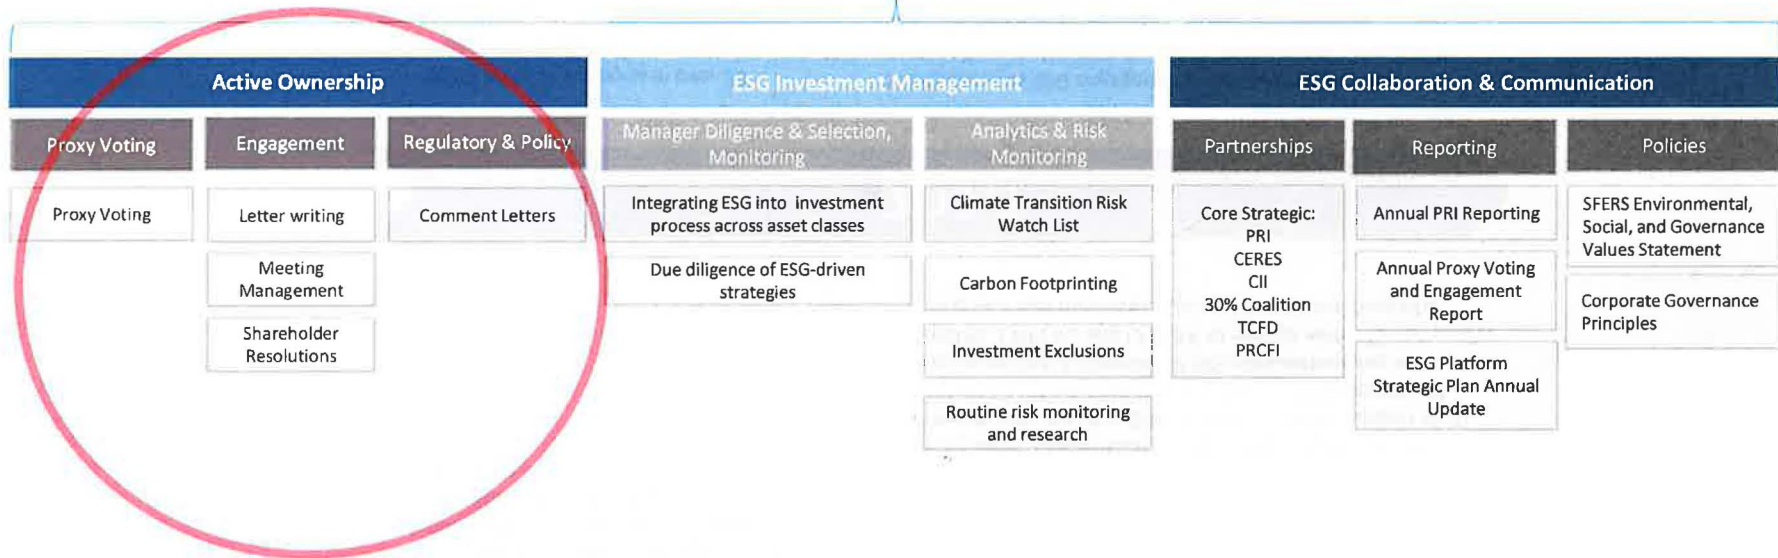 Active Ownership
Proxy Voting
Proxy Voting
Engagement
Letter writing
Meeting
Management
Shareholder
Resolutions
Regulatory & Policy
Comment Letters
ESG Investment Management
Manager Diligence & Selection,
Monitoring
Integrating ESG into investment
process across asset classes
Due diligence of ESG-driven
strategies
Analytics & Risk
Monitoring
Climate Transition Risk
Watch List
Carbon Footprinting
Investment Exclusions
Routine risk monitoring
and research
ESG Collaboration & Communication
Partnerships
Core Strategic:
PRI
CERES
CII
30% Coalition
TCFD
PRCFI
Reporting
Annual PRI Reporting
Annual Proxy Voting
and Engagement
Report
ESG Platform
Strategic Plan Annual
Update
Policies
SFERS Environmental,
Social, and Governance
Values Statement
Corporate Governance
Principles